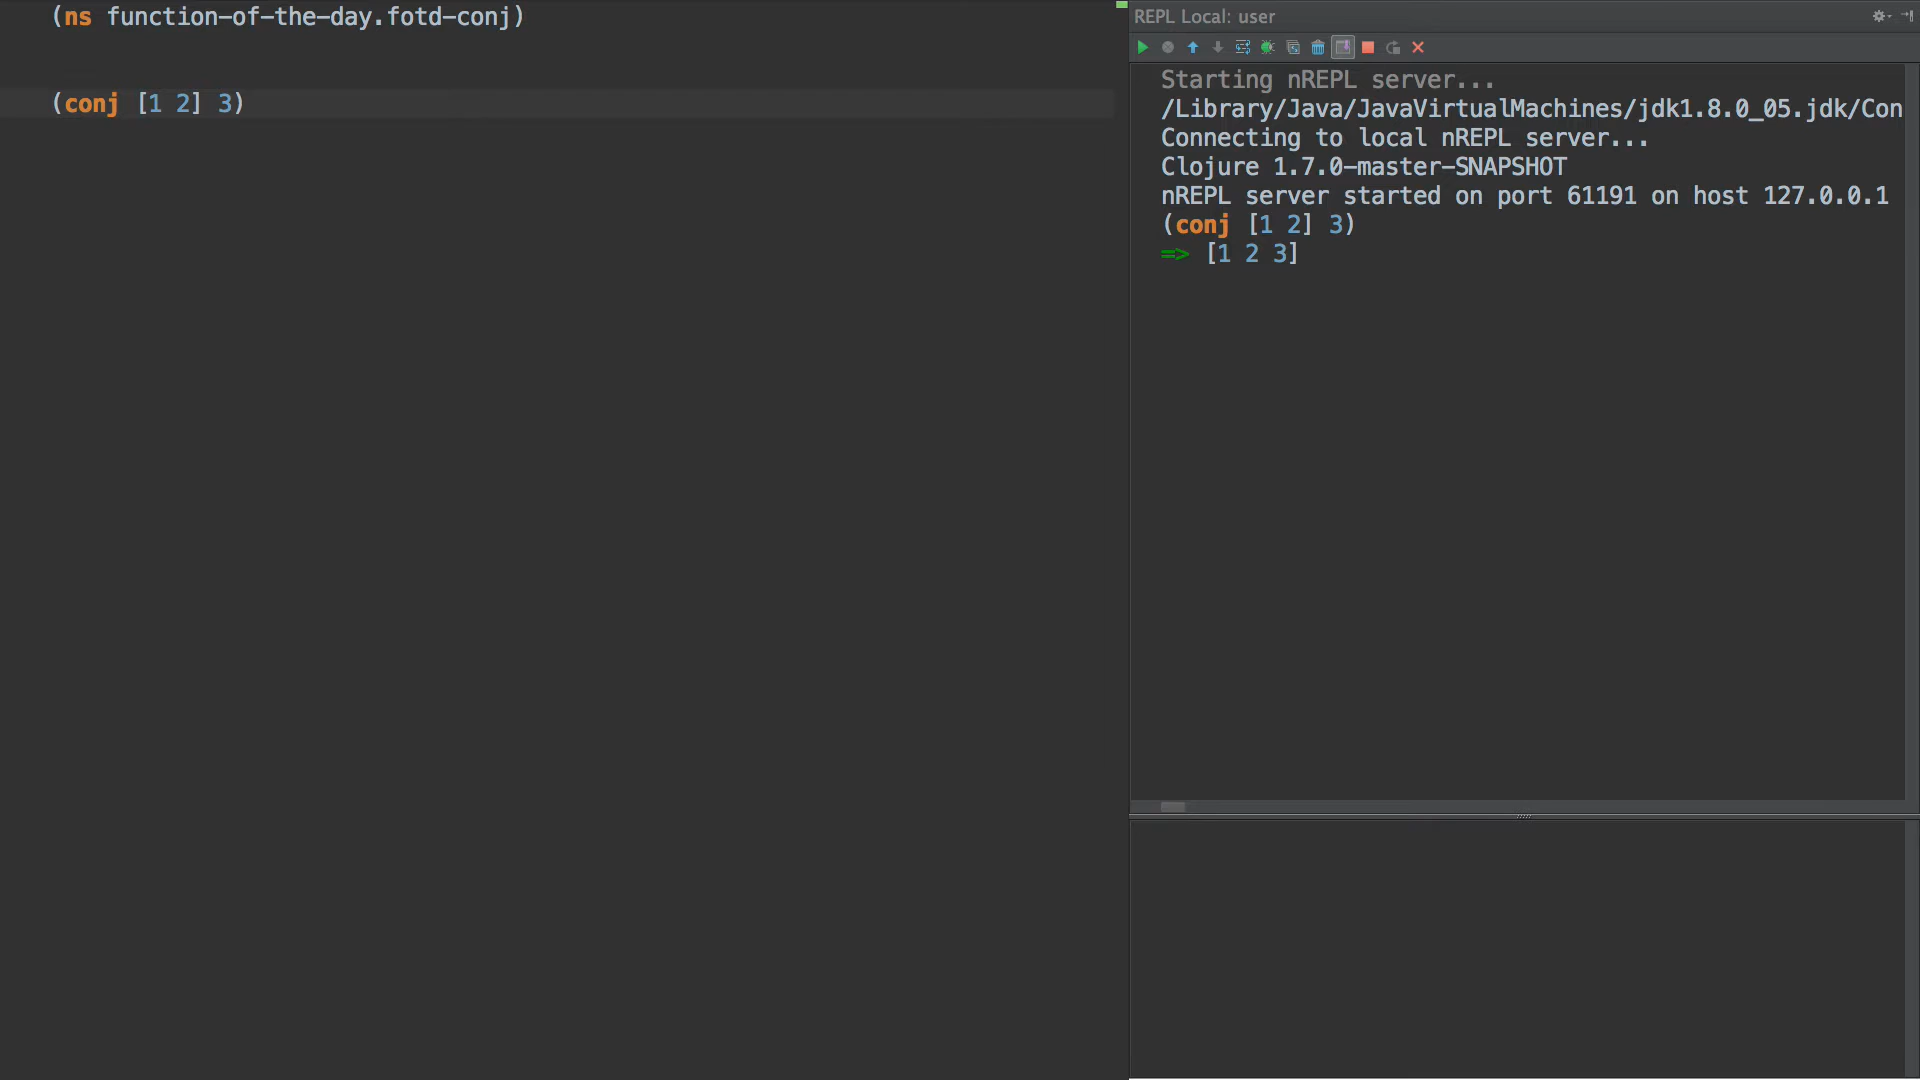 (ns function-of-the-day.fotd-conj)
(conj [1 2] 3)
REPL Local: user
Starting nREPL server...
/Library/Java/JavaVirtualMachines/jdk1.8.0_05.jdk/Con
Connecting to local nREPL server...
Clojure 1.7.0-master-SNAPSHOT
nREPL server started on port 61191 on host 127.0.0.1
(conj [1 2] 3)
=> [1 2 3]